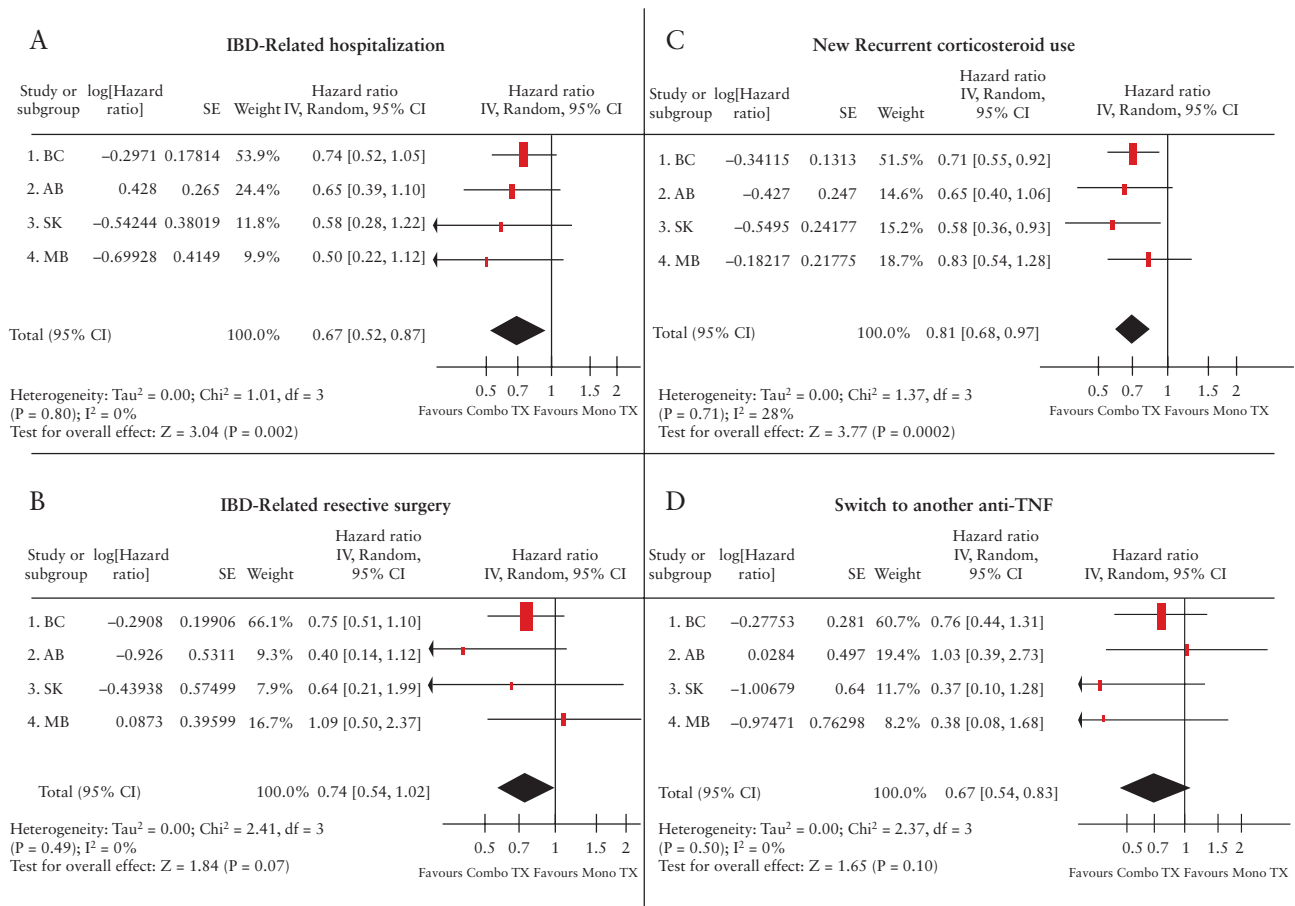 A
IBD-Related hospitalization
Study or log[Hazard Hazard ratio Hazard ratio
subgroup ratio] SE Weight IV, Random, 95% CI IV, Random, 95% CI
1. BC −0.2971 0.17814 53.9% 0.74 [0.52, 1.05]
2. AB 0.428 0.265 24.4% 0.65 [0.39, 1.10]
3. SK −0.54244 0.38019 11.8% 0.58 [0.28, 1.22]
4. MB −0.69928 0.4149 9.9% 0.50 [0.22, 1.12]
Total (95% CI) 100.0% 0.67 [0.52, 0.87]
0.5 0.7 1 1.5 2
Favours Combo TX Favours Mono TX
Heterogeneity: Tau² = 0.00; Chi² = 1.01, df = 3
(P = 0.80); I² = 0%
Test for overall effect: Z = 3.04 (P = 0.002)
B
IBD-Related resective surgery
Hazard ratio
Study or log[Hazard IV, Random, Hazard ratio
subgroup ratio] SE Weight 95% CI IV, Random, 95% CI
1. BC −0.2908 0.19906 66.1% 0.75 [0.51, 1.10]
2. AB −0.926 0.5311 9.3% 0.40 [0.14, 1.12]
3. SK −0.43938 0.57499 7.9% 0.64 [0.21, 1.99]
4. MB 0.0873 0.39599 16.7% 1.09 [0.50, 2.37]
Total (95% CI) 100.0% 0.74 [0.54, 1.02]
0.5 0.7 1 1.5 2
Favours Combo TX Favours Mono TX
Heterogeneity: Tau² = 0.00; Chi² = 2.41, df = 3
(P = 0.49); I² = 0%
Test for overall effect: Z = 1.84 (P = 0.07)
C
New Recurrent corticosteroid use
Hazard ratio
Study or log[Hazard IV, Random, Hazard ratio
subgroup ratio] SE Weight 95% CI IV, Random, 95% CI
1. BC −0.34115 0.1313 51.5% 0.71 [0.55, 0.92]
2. AB −0.427 0.247 14.6% 0.65 [0.40, 1.06]
3. SK −0.5495 0.24177 15.2% 0.58 [0.36, 0.93]
4. MB −0.18217 0.21775 18.7% 0.83 [0.54, 1.28]
Total (95% CI) 100.0% 0.81 [0.68, 0.97]
0.5 0.7 1 1.5 2
Favours Combo TX Favours Mono TX
Heterogeneity: Tau² = 0.00; Chi² = 1.37, df = 3
(P = 0.71); I² = 28%
Test for overall effect: Z = 3.77 (P = 0.0002)
D
Switch to another anti-TNF
Hazard ratio
Study or log[Hazard IV, Random, Hazard ratio
subgroup ratio] SE Weight 95% CI IV, Random, 95% CI
1. BC −0.27753 0.281 60.7% 0.76 [0.44, 1.31]
2. AB 0.0284 0.497 19.4% 1.03 [0.39, 2.73]
3. SK −1.00679 0.64 11.7% 0.37 [0.10, 1.28]
4. MB −0.97471 0.76298 8.2% 0.38 [0.08, 1.68]
Total (95% CI) 100.0% 0.67 [0.54, 0.83]
0.5 0.7 1 1.5 2
Favours Combo TX Favours Mono TX
Heterogeneity: Tau² = 0.00; Chi² = 2.37, df = 3
(P = 0.50); I² = 0%
Test for overall effect: Z = 1.65 (P = 0.10)